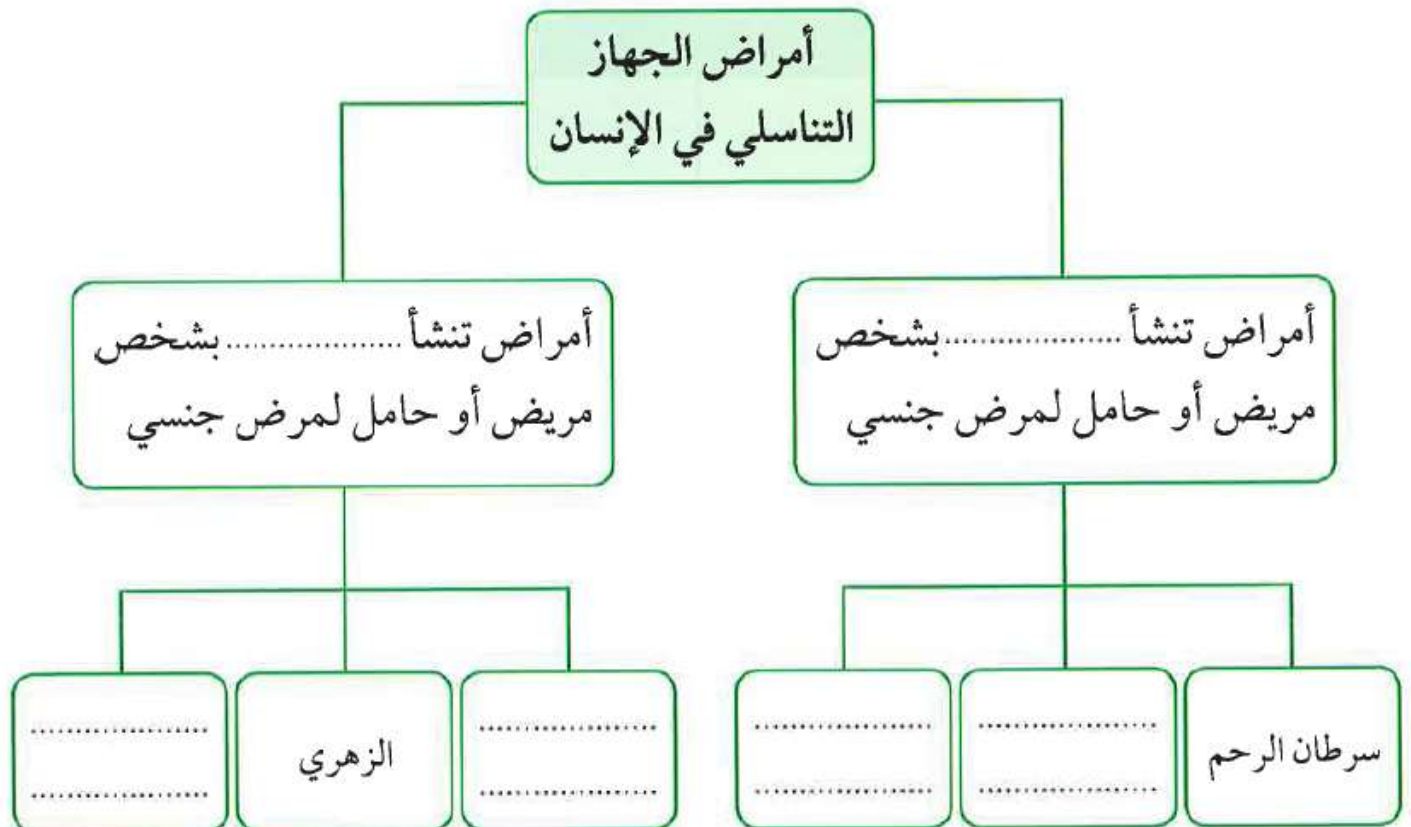 أمراض الجهاز
التناسلي في الإنسان
أمراض تنشأ ................... بشخص
مريض أو حامل لمرض جنسي
أمراض تنشأ ................... بشخص
مريض أو حامل لمرض جنسي
سرطان الرحم
...................
...................
...................
...................
...................
...................
الزهري
...................
...................